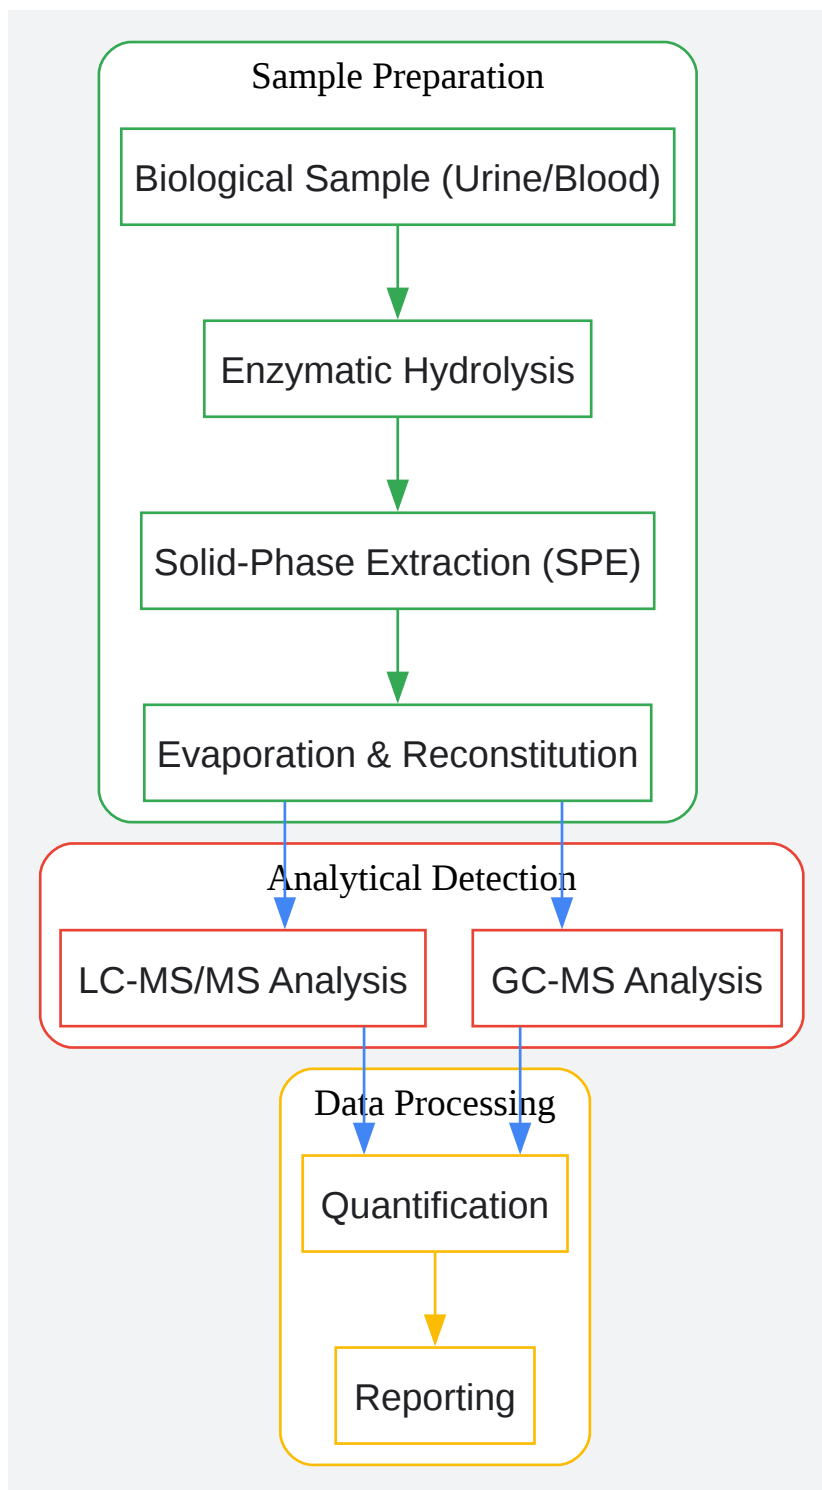 Sample Preparation
Biological Sample (Urine/Blood)
Enzymatic Hydrolysis
Solid-Phase Extraction (SPE)
Evaporation & Reconstitution
Analytical Detection
LC-MS/MS Analysis
GC-MS Analysis
Data Processing
Quantification
Reporting